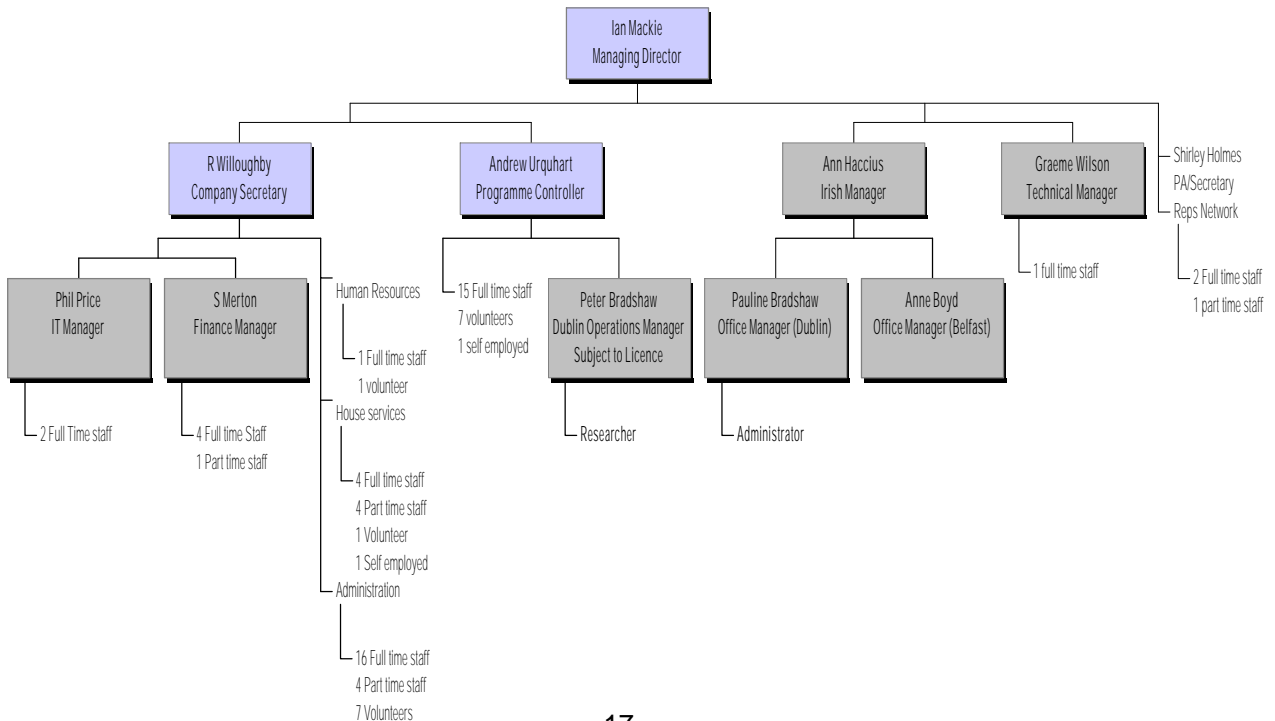 Ian Mackie
Managing Director
R Willoughby
Company Secretary
Andrew Urquhart
Programme Controller
Ann Haccius
Irish Manager
Graeme Wilson
Technical Manager
Shirley Holmes
PA/Secretary
Reps Network
2 Full time staff
1 part time staff
Phil Price
IT Manager
2 Full Time staff
S Merton
Finance Manager
4 Full time Staff
1 Part time staff
Human Resources
1 Full time staff
1 volunteer
House services
4 Full time staff
4 Part time staff
1 Volunteer
1 Self employed
Administration
16 Full time staff
4 Part time staff
7 Volunteers
15 Full time staff
7 volunteers
1 self employed
Peter Bradshaw
Dublin Operations Manager
Subject to Licence
Researcher
Pauline Bradshaw
Office Manager (Dublin)
Administrator
Anne Boyd
Office Manager (Belfast)
1 full time staff
17